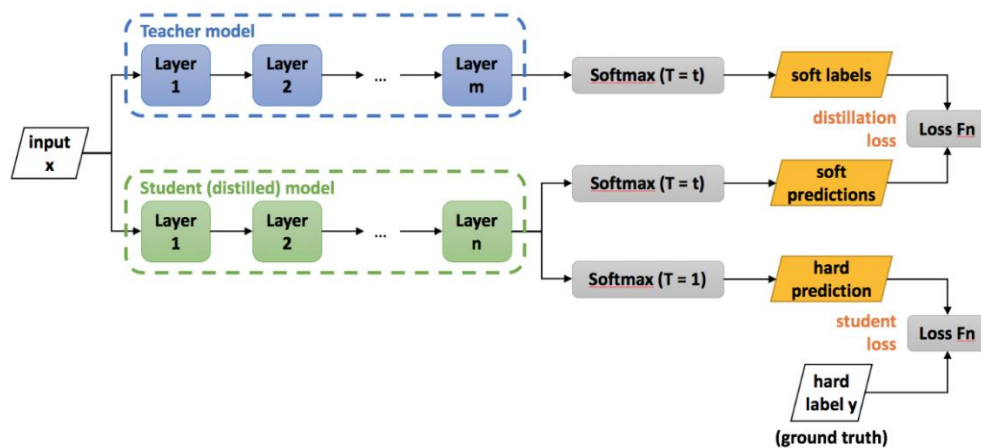 Teacher model
Layer
1
Layer
2
...
Layer
m
Softmax (T = t)
soft labels
distillation
loss
Loss Fn
input
x
Student (distilled) model
Layer
1
Layer
2
...
Layer
n
Softmax (T = t)
soft
predictions
Softmax (T = 1)
hard
prediction
student
loss
Loss Fn
hard
label y
(ground truth)